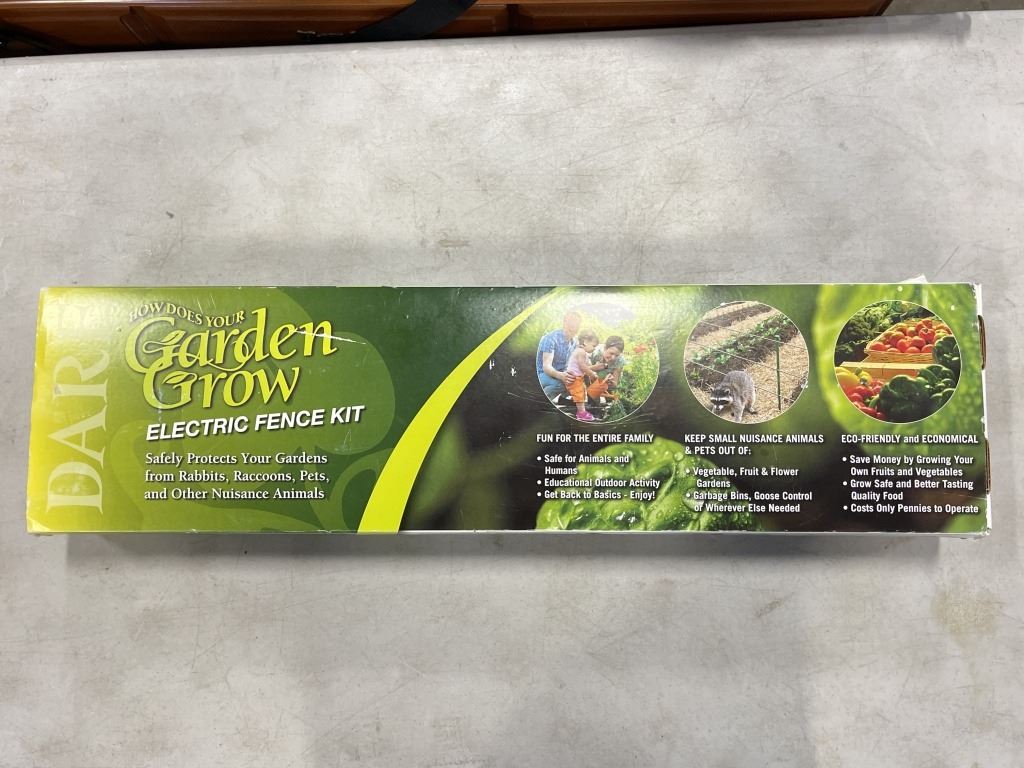 DARE
HOW DOES YOUR
Garden
Grow
ELECTRIC FENCE KIT
Safely Protects Your Gardens
from Rabbits, Raccoons, Pets,
and Other Nuisance Animals
FUN FOR THE ENTIRE FAMILY
• Safe for Animals and
Humans
• Educational Outdoor Activity
• Get Back to Basics - Enjoy!
KEEP SMALL NUISANCE ANIMALS
& PETS OUT OF:
• Vegetable, Fruit & Flower
Gardens
• Garbage Bins, Goose Control
or Wherever Else Needed
ECO-FRIENDLY and ECONOMICAL
• Save Money by Growing Your
Own Fruits and Vegetables
• Grow Safe and Better Tasting
Quality Food
• Costs Only Pennies to Operate